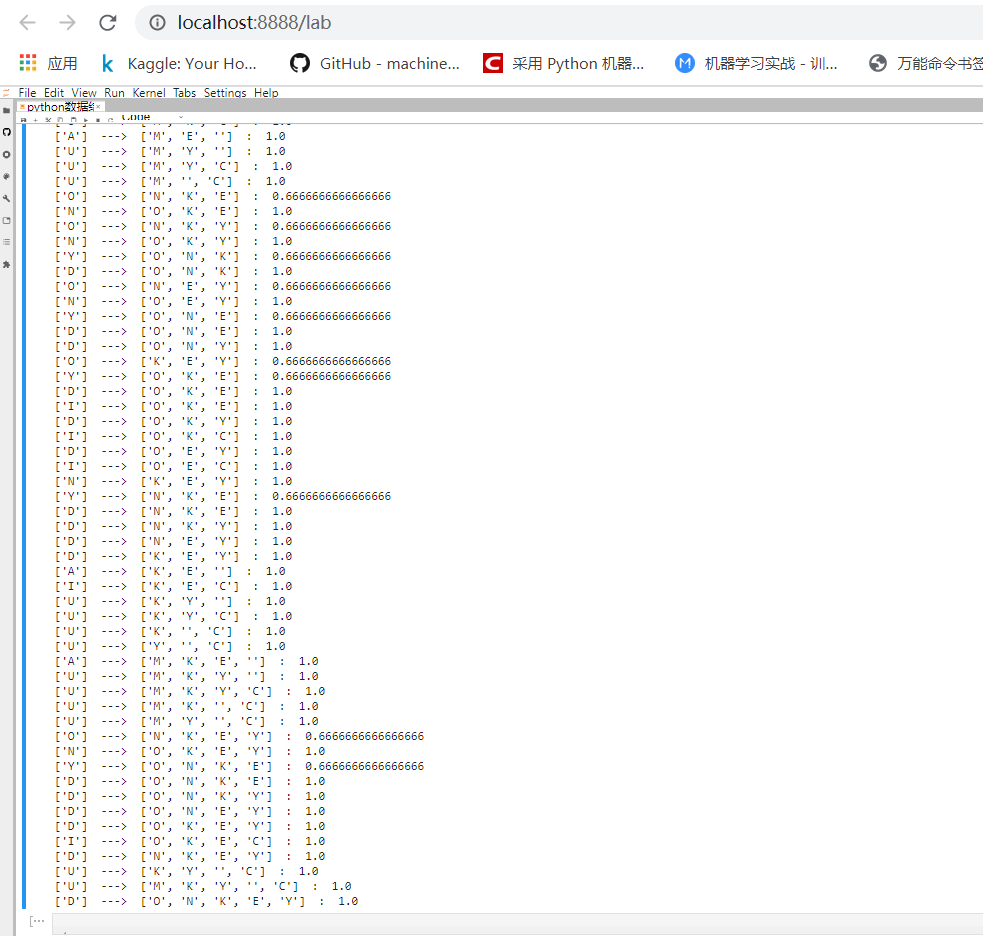 localhost:8888/lab
应用 Kaggle: Your Ho... GitHub - machine... 采用 Python 机器... 机器学习实战 - 训... 万能命令书签
File Edit View Run Kernel Tabs Settings Help
python数据
Code
['A'] ---> ['M', 'E', ''] : 1.0
['U'] ---> ['M', 'Y', ''] : 1.0
['U'] ---> ['M', 'Y', 'C'] : 1.0
['U'] ---> ['M', '', 'C'] : 1.0
['O'] ---> ['N', 'K', 'E'] : 0.6666666666666666
['N'] ---> ['O', 'K', 'E'] : 1.0
['O'] ---> ['N', 'K', 'Y'] : 0.6666666666666666
['N'] ---> ['O', 'K', 'Y'] : 1.0
['Y'] ---> ['O', 'N', 'K'] : 0.6666666666666666
['D'] ---> ['O', 'N', 'K'] : 1.0
['O'] ---> ['N', 'E', 'Y'] : 0.6666666666666666
['N'] ---> ['O', 'E', 'Y'] : 1.0
['Y'] ---> ['O', 'N', 'E'] : 0.6666666666666666
['D'] ---> ['O', 'N', 'E'] : 1.0
['D'] ---> ['O', 'N', 'Y'] : 1.0
['O'] ---> ['K', 'E', 'Y'] : 0.6666666666666666
['Y'] ---> ['O', 'K', 'E'] : 0.6666666666666666
['D'] ---> ['O', 'K', 'E'] : 1.0
['I'] ---> ['O', 'K', 'E'] : 1.0
['D'] ---> ['O', 'K', 'Y'] : 1.0
['I'] ---> ['O', 'K', 'C'] : 1.0
['D'] ---> ['O', 'E', 'Y'] : 1.0
['I'] ---> ['O', 'E', 'C'] : 1.0
['N'] ---> ['K', 'E', 'Y'] : 1.0
['Y'] ---> ['N', 'K', 'E'] : 0.6666666666666666
['D'] ---> ['N', 'K', 'E'] : 1.0
['D'] ---> ['N', 'K', 'Y'] : 1.0
['D'] ---> ['N', 'E', 'Y'] : 1.0
['D'] ---> ['K', 'E', 'Y'] : 1.0
['A'] ---> ['K', 'E', ''] : 1.0
['I'] ---> ['K', 'E', 'C'] : 1.0
['U'] ---> ['K', 'Y', ''] : 1.0
['U'] ---> ['K', 'Y', 'C'] : 1.0
['U'] ---> ['K', '', 'C'] : 1.0
['U'] ---> ['Y', '', 'C'] : 1.0
['A'] ---> ['M', 'K', 'E', ''] : 1.0
['U'] ---> ['M', 'K', 'Y', ''] : 1.0
['U'] ---> ['M', 'K', 'Y', 'C'] : 1.0
['U'] ---> ['M', 'K', '', 'C'] : 1.0
['U'] ---> ['M', 'Y', '', 'C'] : 1.0
['O'] ---> ['N', 'K', 'E', 'Y'] : 0.6666666666666666
['N'] ---> ['O', 'K', 'E', 'Y'] : 1.0
['Y'] ---> ['O', 'N', 'K', 'E'] : 0.6666666666666666
['D'] ---> ['O', 'N', 'K', 'E'] : 1.0
['D'] ---> ['O', 'N', 'K', 'Y'] : 1.0
['D'] ---> ['O', 'N', 'E', 'Y'] : 1.0
['D'] ---> ['O', 'K', 'E', 'Y'] : 1.0
['I'] ---> ['O', 'K', 'E', 'C'] : 1.0
['D'] ---> ['N', 'K', 'E', 'Y'] : 1.0
['U'] ---> ['K', 'Y', '', 'C'] : 1.0
['U'] ---> ['M', 'K', 'Y', '', 'C'] : 1.0
['D'] ---> ['O', 'N', 'K', 'E', 'Y'] : 1.0